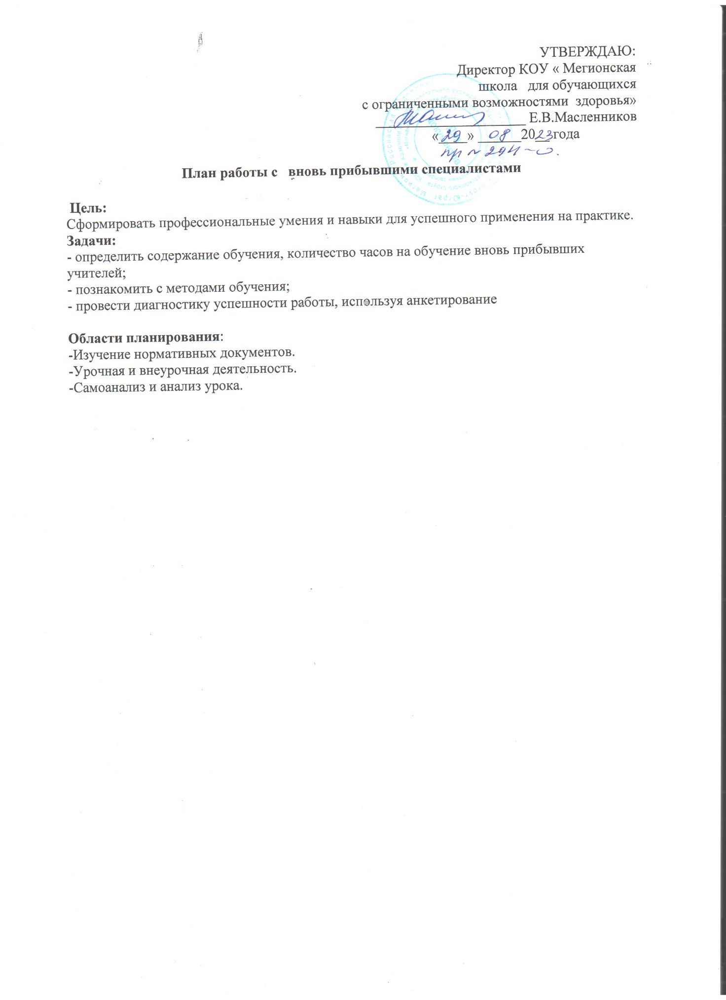 УТВЕРЖДАЮ:
Директор КОУ « Мегионская
школа для обучающихся
с ограниченными возможностями здоровья»
Е.В.Масленников
«29» 08 2023года
пр №
План работы с вновь прибывшими специалистами
Цель:
Сформировать профессиональные умения и навыки для успешного применения на практике.
Задачи:
- определить содержание обучения, количество часов на обучение вновь прибывших
учителей;
- познакомить с методами обучения;
- провести диагностику успешности работы, используя анкетирование
Области планирования:
-Изучение нормативных документов.
-Урочная и внеурочная деятельность.
-Самоанализ и анализ урока.